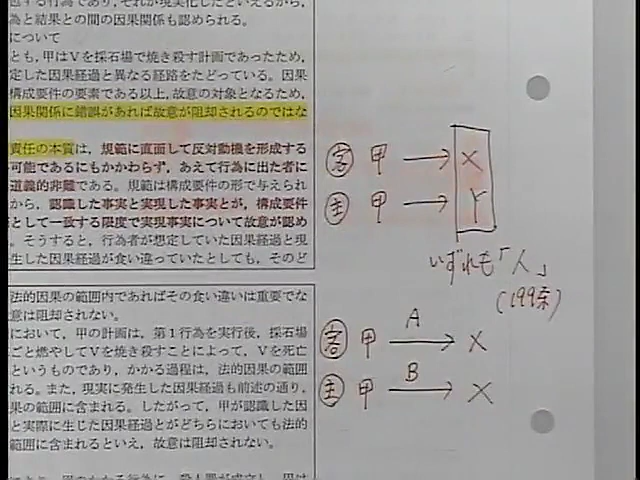 する行為であり，それが現実化したといえるから，
為と結果との間の因果関係も認められる。
について
とも，甲はＶを採石場で焼き殺す計画であったため，
定した因果経過と異なる経路をたどっている。因果
構成要件の要素である以上，故意の対象となるため，
因果関係に錯誤があれば故意が阻却されるのではな
責任の本質は，規範に直面して反対動機を形成する
可能であるにもかかわらず，あえて行為に出た者に
道義的非難である。規範は構成要件の形で与えられ
から，認識した事実と実現した事実とが，構成要件
として一致する限度で実現事実について故意が認め
。そうすると，行為者が想定していた因果経過と現
生した因果経過が食い違っていたとしても，そのど
法的因果の範囲内であればその食い違いは重要でな
意は阻却されない。
において，甲の計画は，第１行為を実行後，採石場
ごと燃やしてＶを焼き殺すことによって，Ｖを死亡
というものであり，かかる過程は，法的因果の範囲
れる。また，現実に発生した因果経過も前述の通り，
果の範囲に含まれる。したがって，甲が認識した因
と実際に生じた因果経過とがどちらにおいても法的
範囲に含まれるといえ，故意は阻却されない。
客 甲 → X
主 甲 → Y
いずれも「人」
(199条)
客 甲 A → X
主 甲 B → X